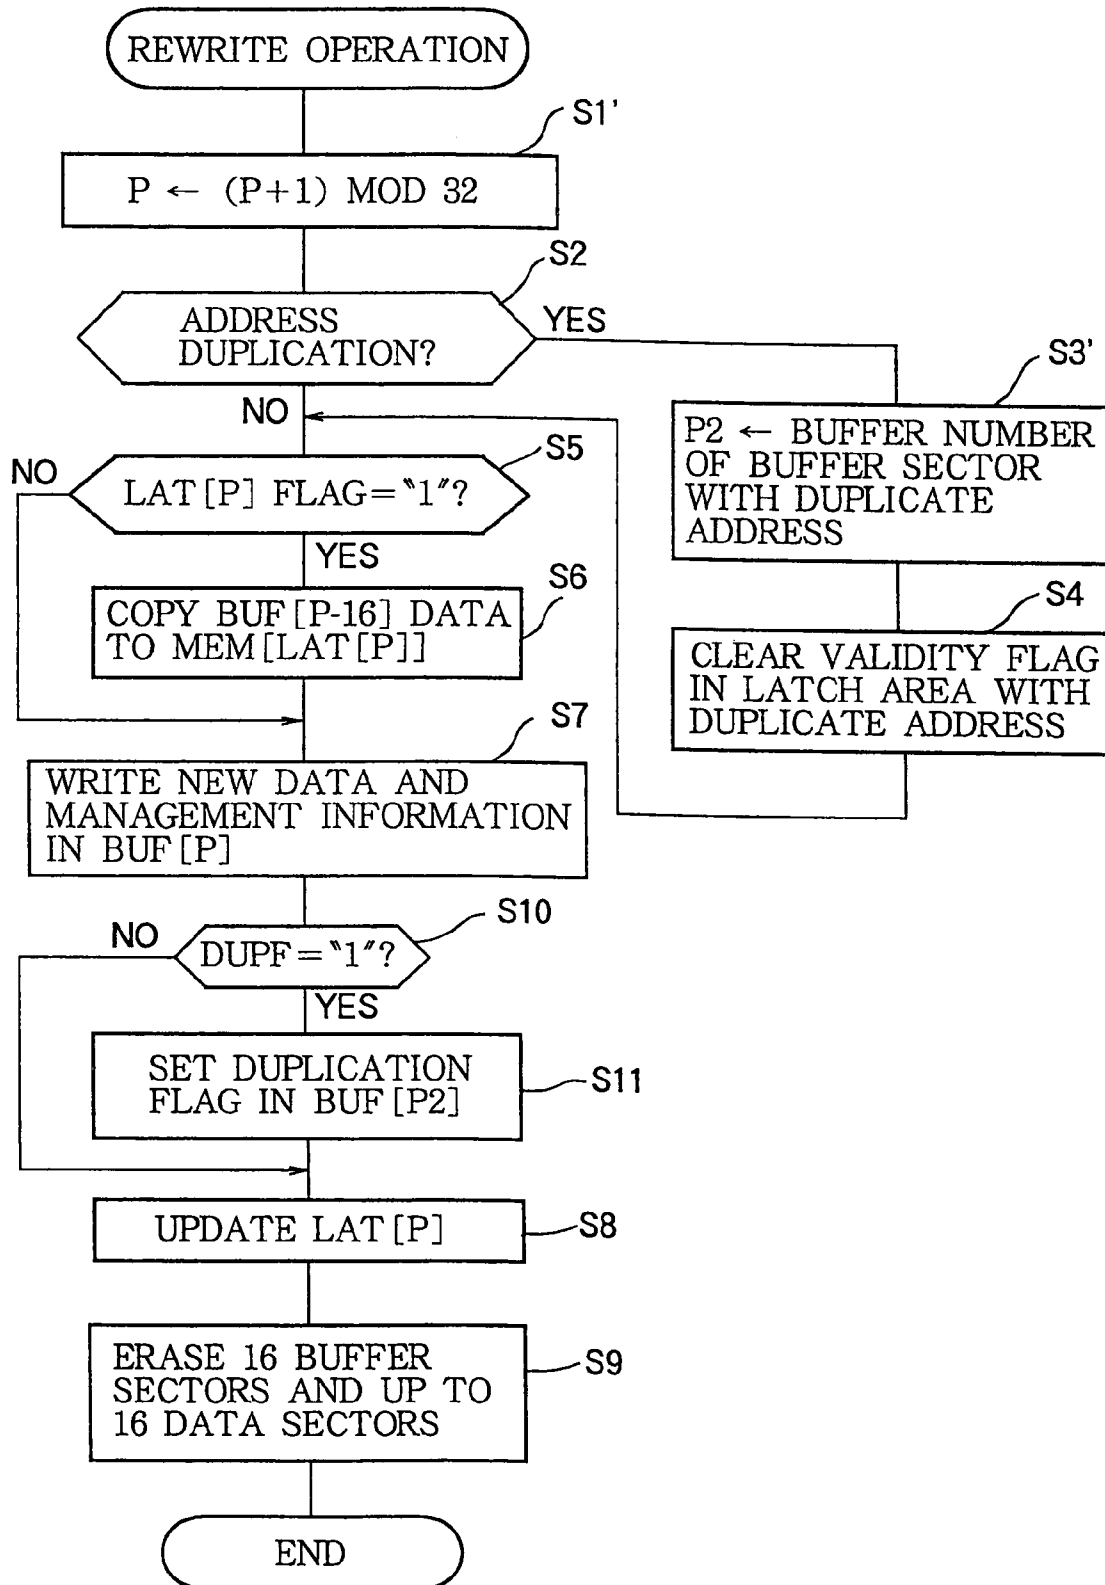 REWRITE OPERATION
S1'
P ← (P+1) MOD 32
S2
ADDRESS
DUPLICATION?
YES
NO
S3'
P2 ← BUFFER NUMBER
OF BUFFER SECTOR
WITH DUPLICATE
ADDRESS
S4
CLEAR VALIDITY FLAG
IN LATCH AREA WITH
DUPLICATE ADDRESS
S5
NO
LAT[P] FLAG=〝1″?
YES
S6
COPY BUF[P-16] DATA
TO MEM[LAT[P]]
S7
WRITE NEW DATA AND
MANAGEMENT INFORMATION
IN BUF[P]
S10
NO
DUPF=〝1″?
YES
SET DUPLICATION
FLAG IN BUF[P2]
S11
UPDATE LAT[P]
S8
ERASE 16 BUFFER
SECTORS AND UP TO
16 DATA SECTORS
S9
END